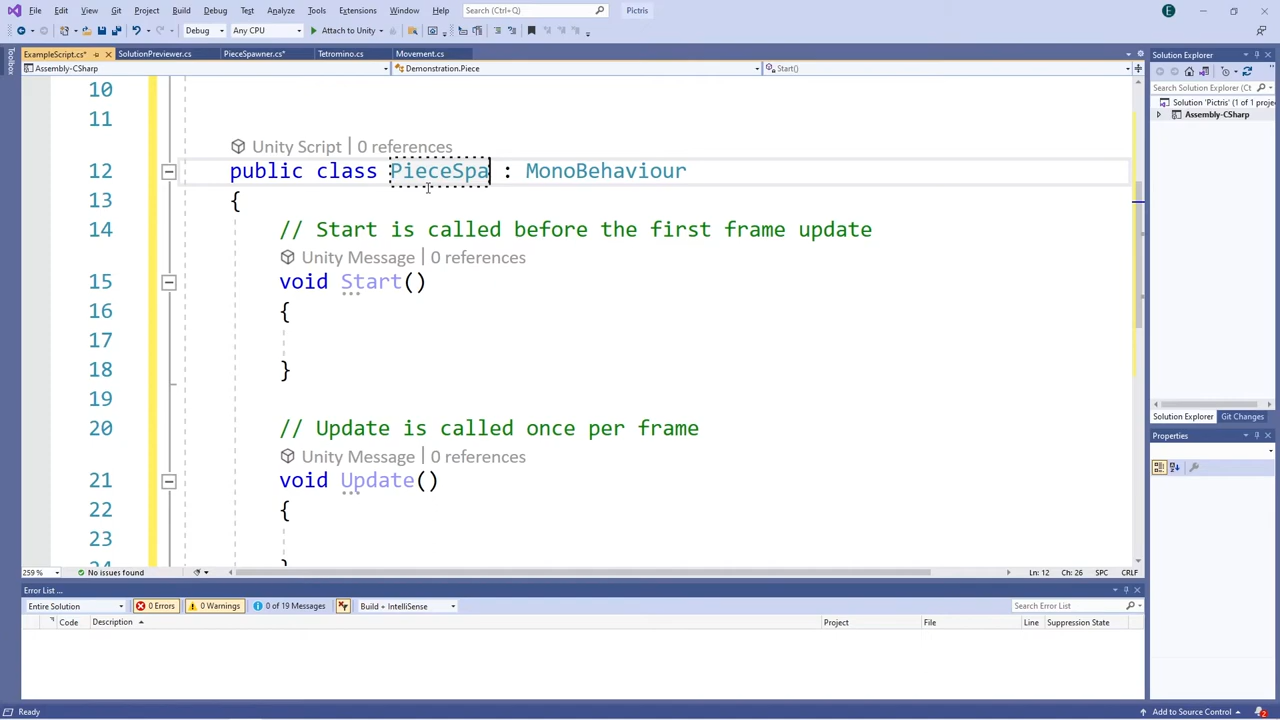 File Edit View Git Project Build Debug Test Analyze Tools Extensions Window Help Search (Ctrl+Q) Pictris E
Debug Any CPU Attach to Unity
Toolbox
ExampleScript.cs* SolutionPreviewer.cs PieceSpawner.cs* Tetromino.cs Movement.cs
Assembly-CSharp Demonstration.Piece Start()
10
11
Unity Script | 0 references
12 public class PieceSpa : MonoBehaviour
13 {
14 // Start is called before the first frame update
Unity Message | 0 references
15 void Start()
16 {
17
18 }
19
20 // Update is called once per frame
Unity Message | 0 references
21 void Update()
22 {
23
24 }
259 % No issues found Ln: 12 Ch: 26 SPC CRLF
Solution Explorer
Search Solution Explorer (Ct
Solution 'Pictris' (1 of 1 proje
Assembly-CSharp
Solution Explorer Git Changes
Properties
Error List ...
Entire Solution 0 Errors 0 Warnings 0 of 19 Messages Build + IntelliSense Search Error List
Code Description Project File Line Suppression State
Ready Add to Source Control 2